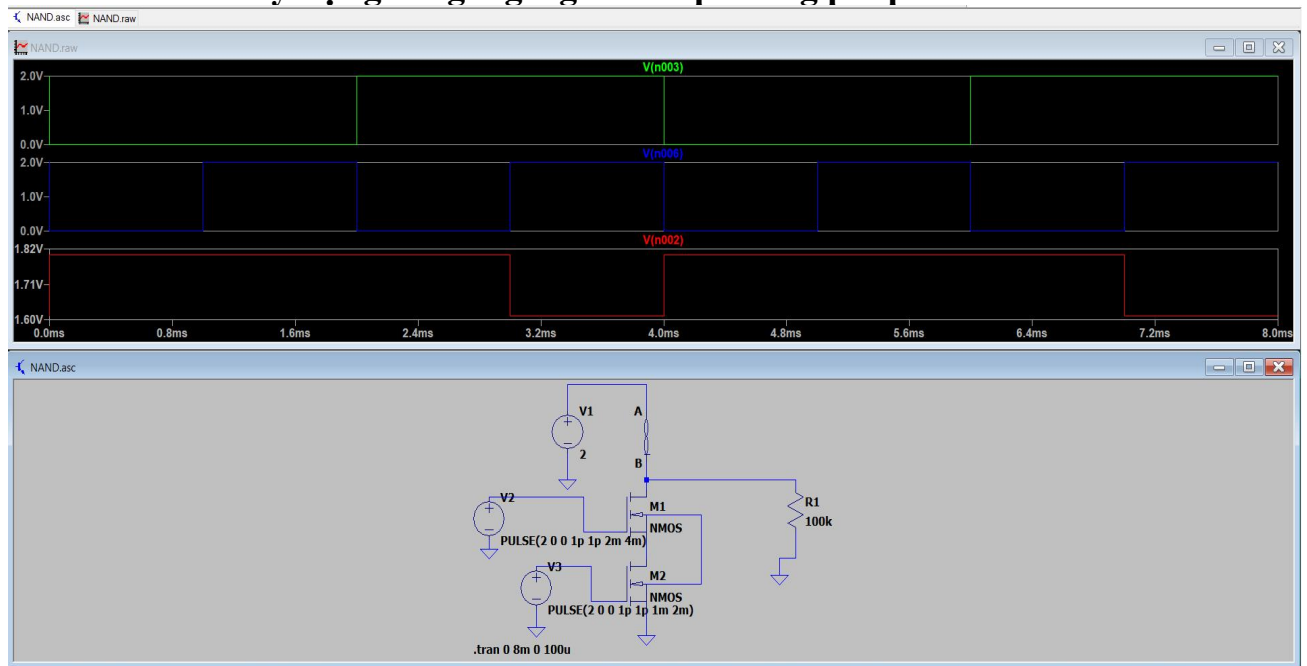 NAND.asc NAND.raw
NAND.raw
V(n003)
2.0V
1.0V
0.0V
V(n006)
2.0V
1.0V
0.0V
V(n002)
1.82V
1.71V
1.60V
0.0ms 0.8ms 1.6ms 2.4ms 3.2ms 4.0ms 4.8ms 5.6ms 6.4ms 7.2ms 8.0ms
NAND.asc
V1
2
A
B
V2
PULSE(2 0 0 1p 1p 2m 4m)
M1
NMOS
R1
100k
V3
PULSE(2 0 0 1p 1p 1m 2m)
M2
NMOS
.tran 0 8m 0 100u